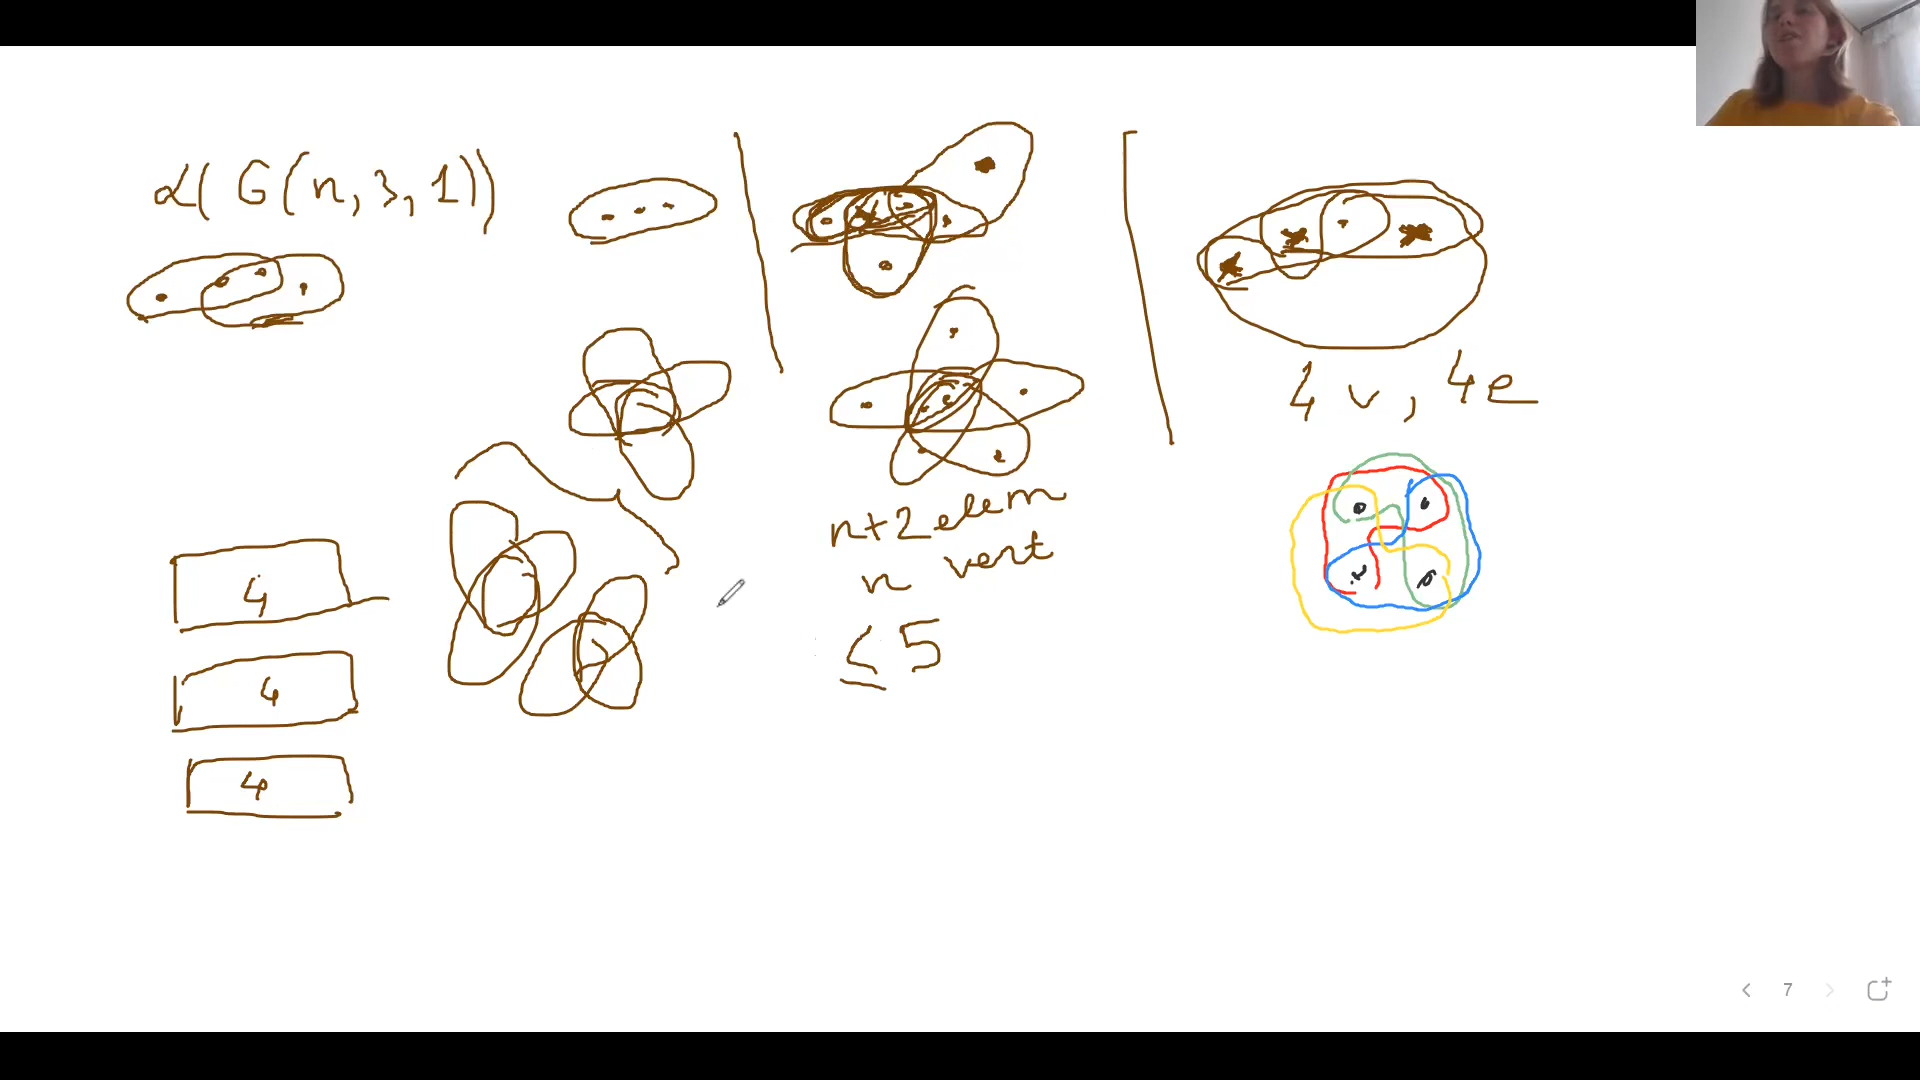 α(G(n,3,1))
4 v, 4e
n+2 elem
n vert
≤5
4
4
4
7